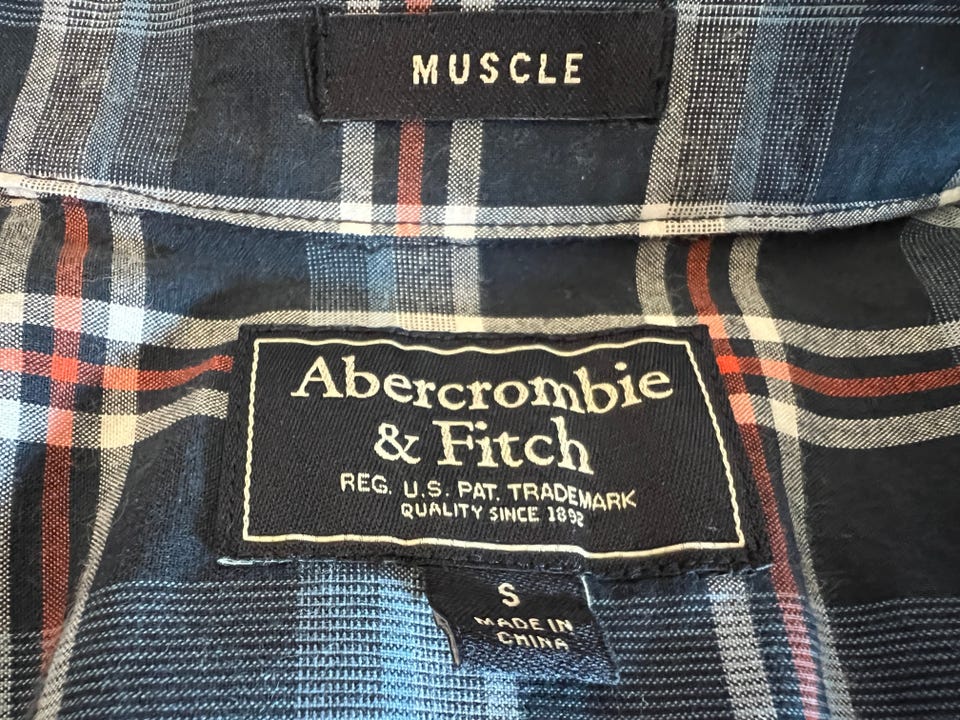 MUSCLE
Abercrombie
& Fitch
REG. U.S. PAT. TRADEMARK
QUALITY SINCE 1892
S
MADE IN
CHINA